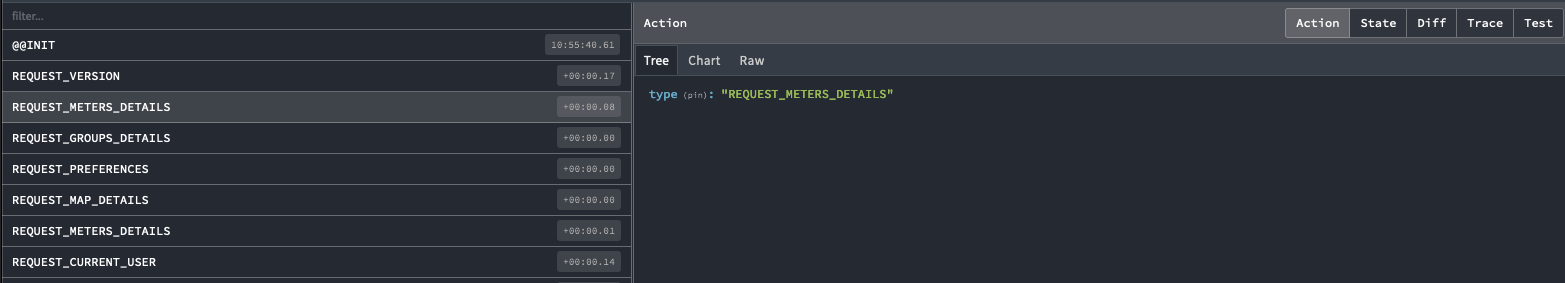 filter...
@@INIT 10:55:40.61
REQUEST_VERSION +00:00.17
REQUEST_METERS_DETAILS +00:00.08
REQUEST_GROUPS_DETAILS +00:00.00
REQUEST_PREFERENCES +00:00.00
REQUEST_MAP_DETAILS +00:00.00
REQUEST_METERS_DETAILS +00:00.01
REQUEST_CURRENT_USER +00:00.14
Action Action State Diff Trace Test
Tree Chart Raw
type (pin): "REQUEST_METERS_DETAILS"